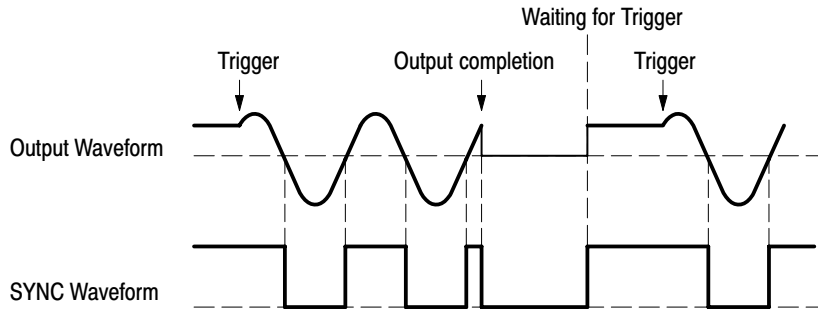 Waiting for Trigger
Trigger
Output completion
Trigger
Output Waveform
SYNC Waveform